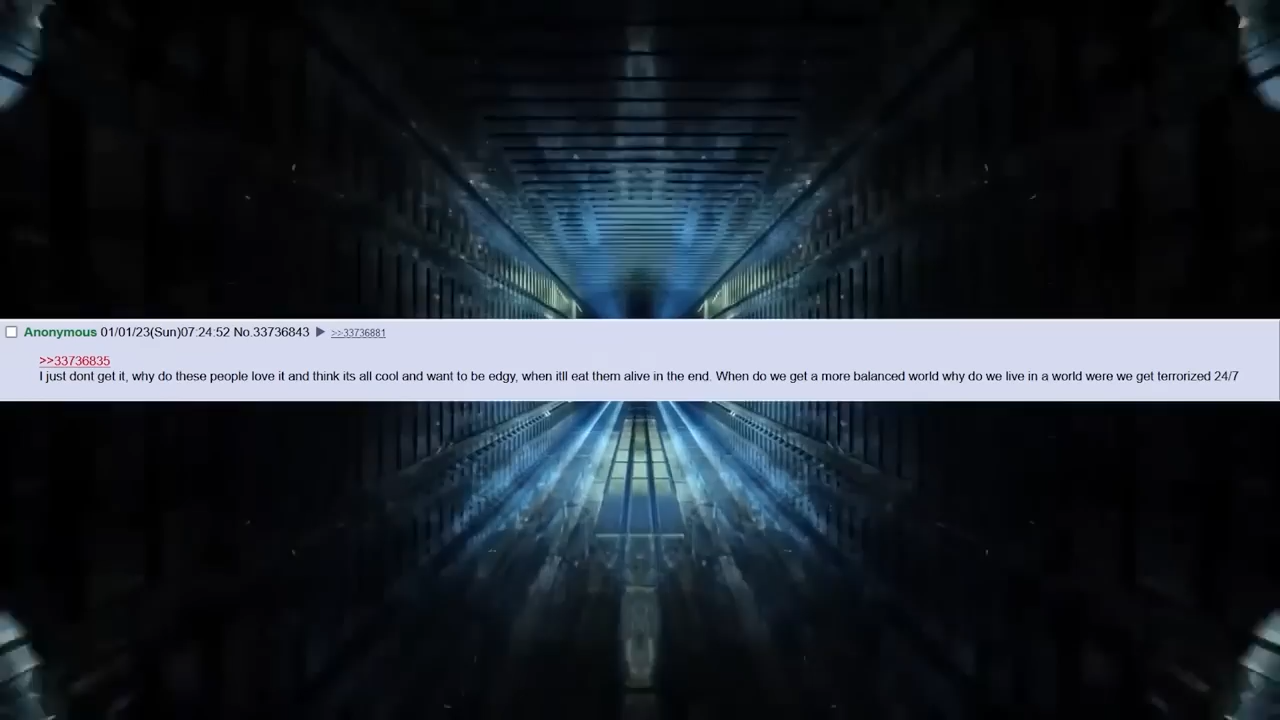 Anonymous 01/01/23(Sun)07:24:52 No.33736843 ▶ >>33736881
>>33736835
I just dont get it, why do these people love it and think its all cool and want to be edgy, when itll eat them alive in the end. When do we get a more balanced world why do we live in a world were we get terrorized 24/7